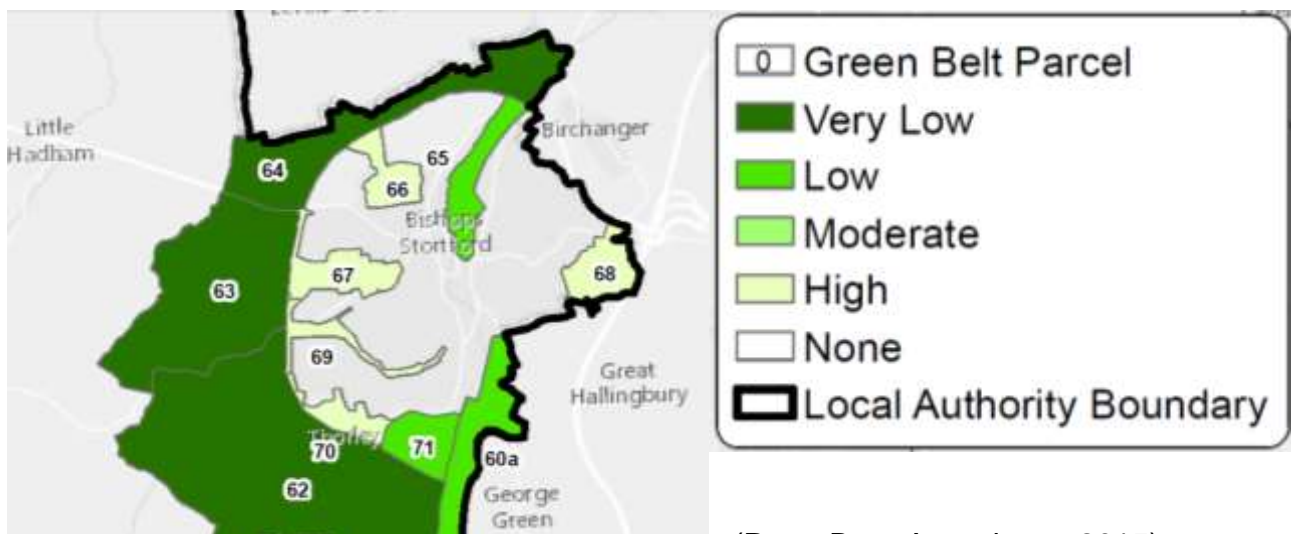 Little
Hadham
Birchanger
64
65
66
Bishops
Stortford
63
67
68
69
Great
Hallingbury
Thorley
70
71
60a
62
George
Green
0 Green Belt Parcel
Very Low
Low
Moderate
High
None
Local Authority Boundary